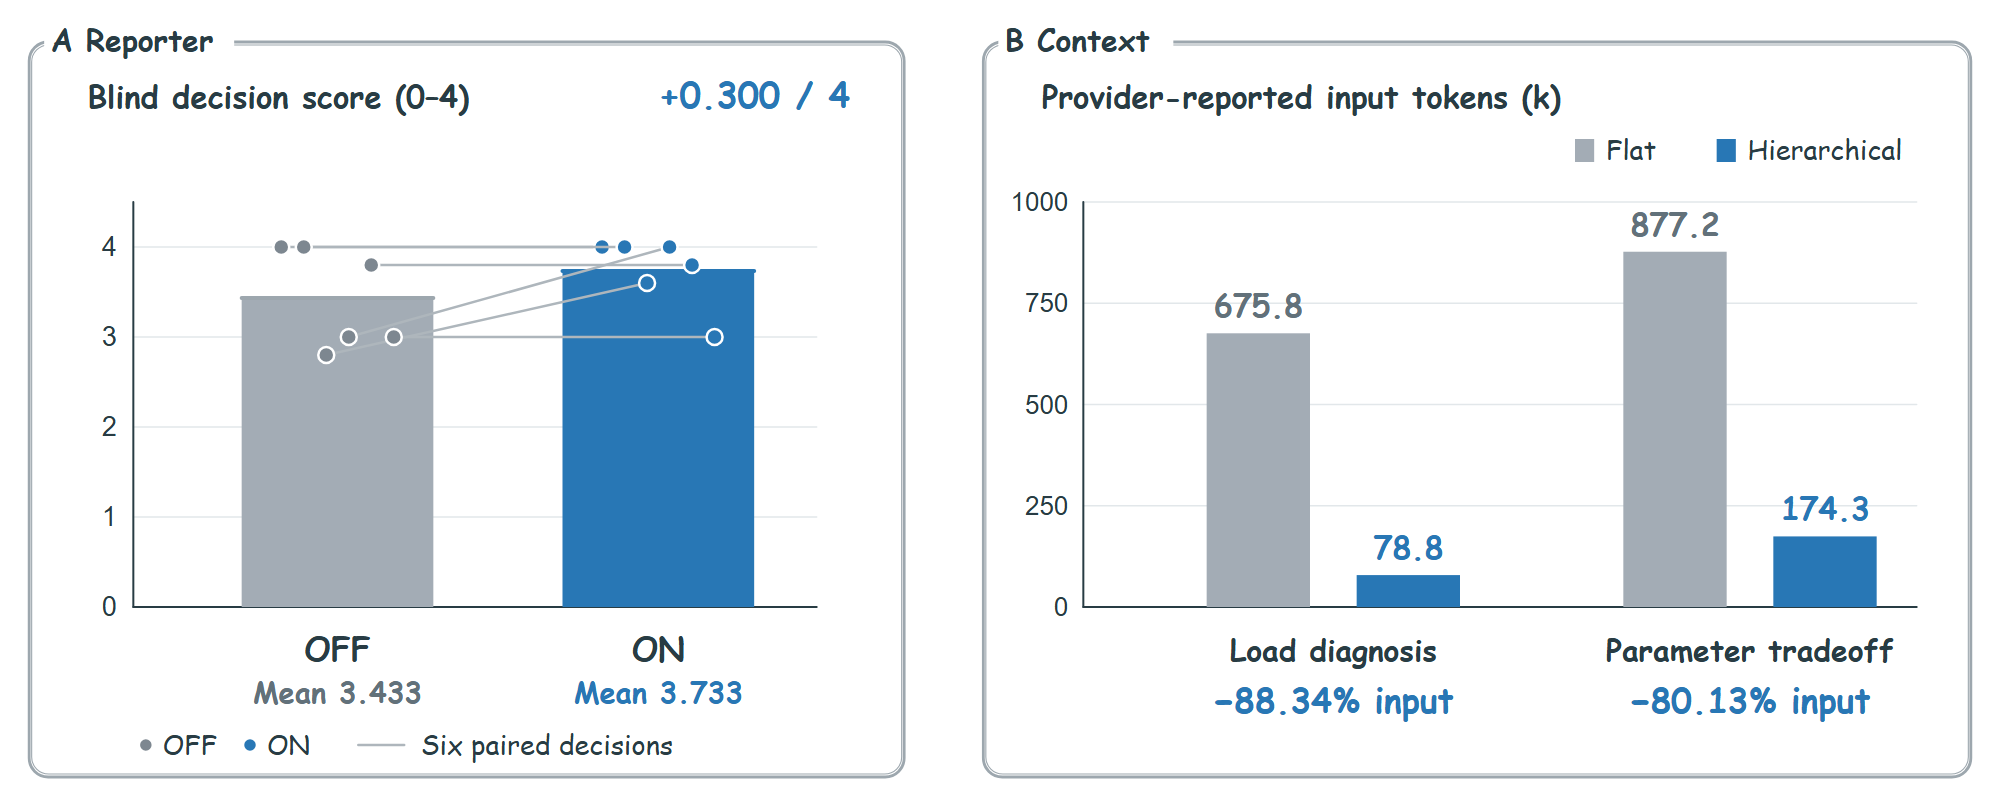 A Reporter
Blind decision score (0–4)
+0.300 / 4
4
3
2
1
0
OFF
ON
Mean 3.433
Mean 3.733
OFF
ON
Six paired decisions
B Context
Provider-reported input tokens (k)
Flat
Hierarchical
1000
750
500
250
0
675.8
78.8
877.2
174.3
Load diagnosis
Parameter tradeoff
−88.34% input
−80.13% input